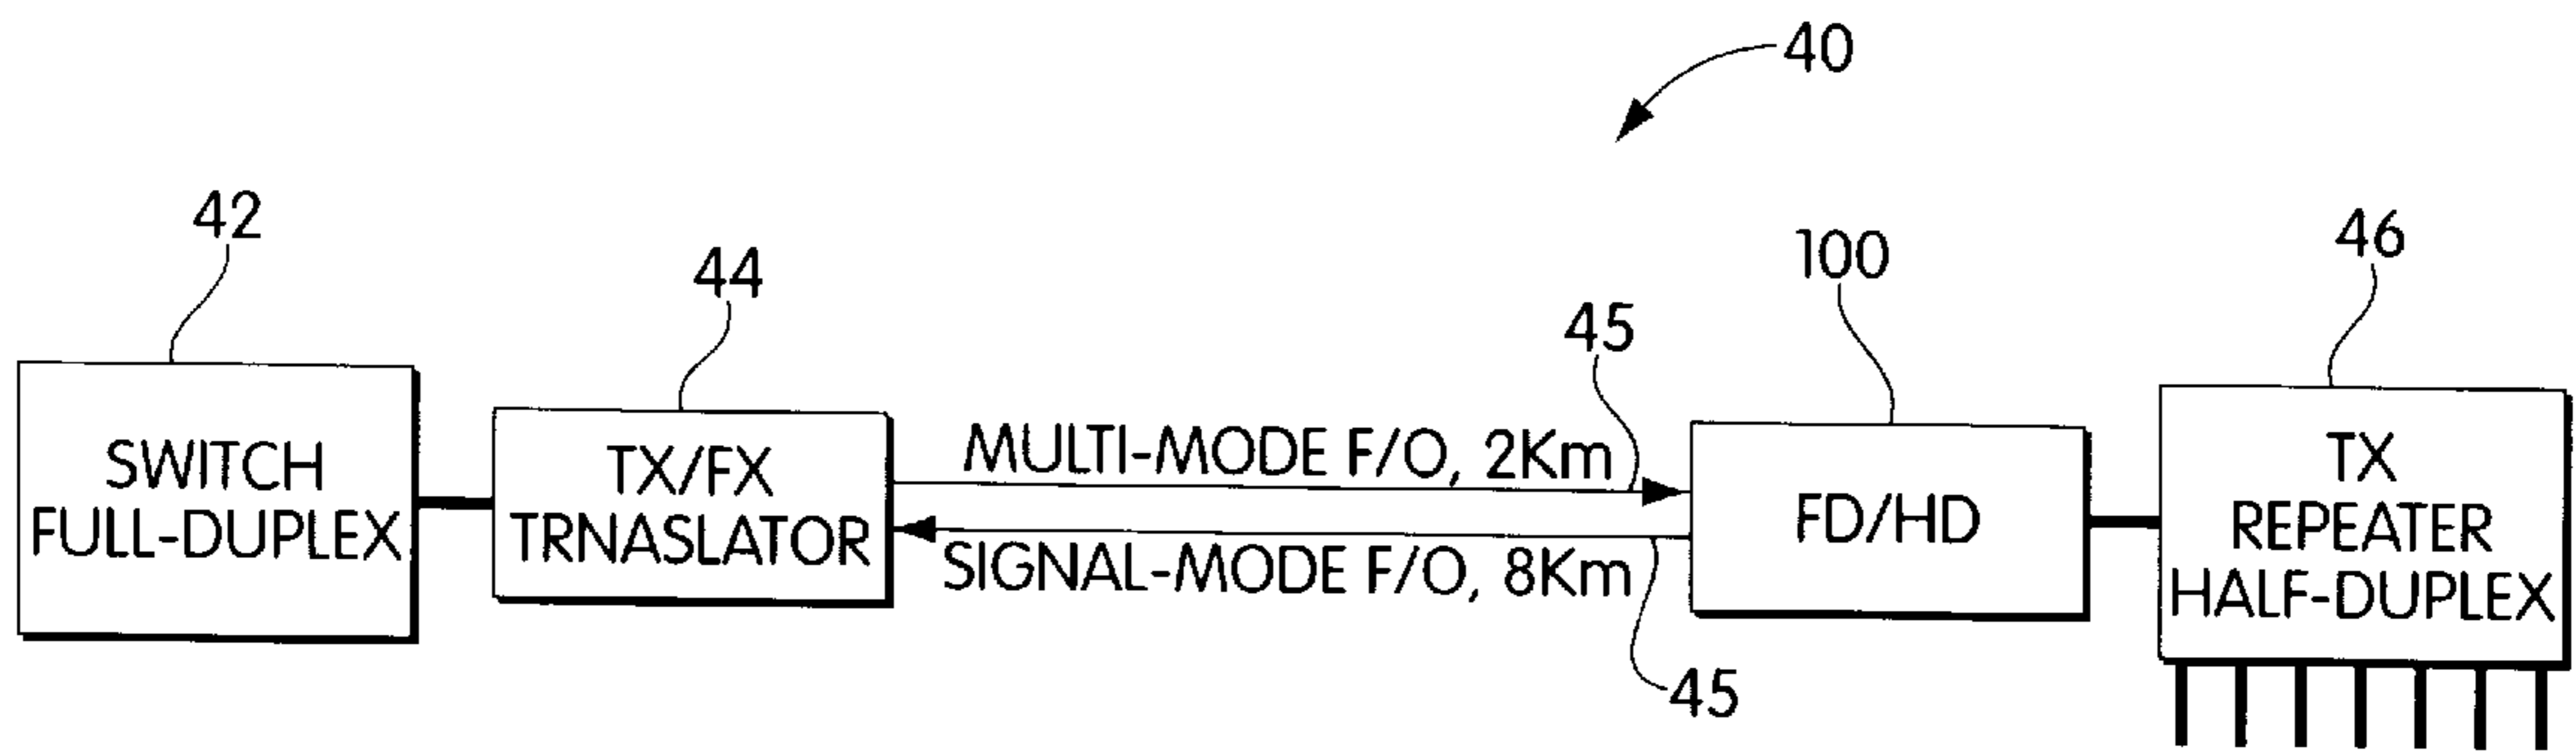 40
42
44
45
100
46
SWITCH
FULL-DUPLEX
TX/FX
TRNASLATOR
MULTI-MODE F/O, 2Km
SIGNAL-MODE F/O, 8Km
FD/HD
TX
REPEATER
HALF-DUPLEX
45